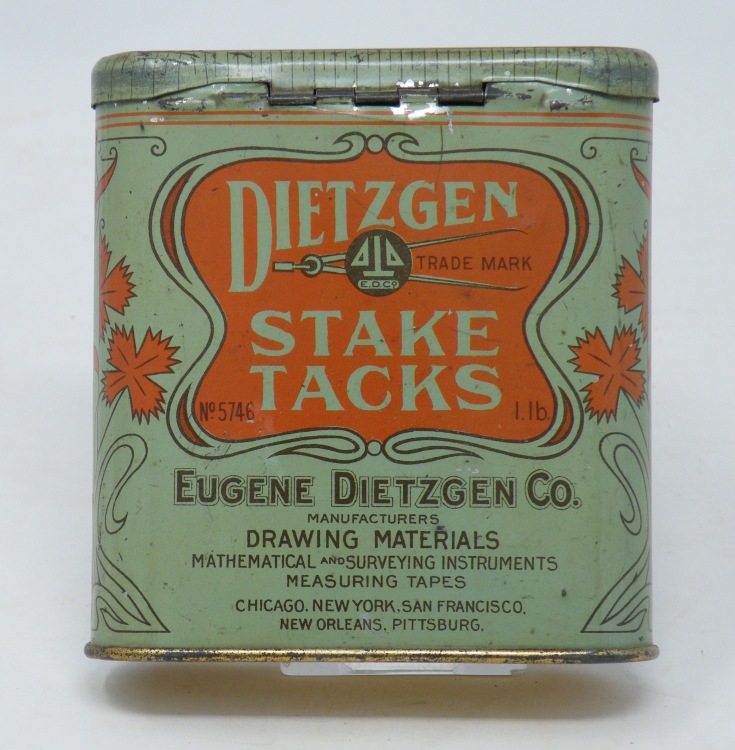 DIETZGEN
TRADE MARK
E.D.Cº
STAKE
TACKS
Nº 5746
1. lb.
EUGENE DIETZGEN CO.
MANUFACTURERS
DRAWING MATERIALS
MATHEMATICAL AND SURVEYING INSTRUMENTS
MEASURING TAPES
CHICAGO. NEW YORK. SAN FRANCISCO.
NEW ORLEANS. PITTSBURG.